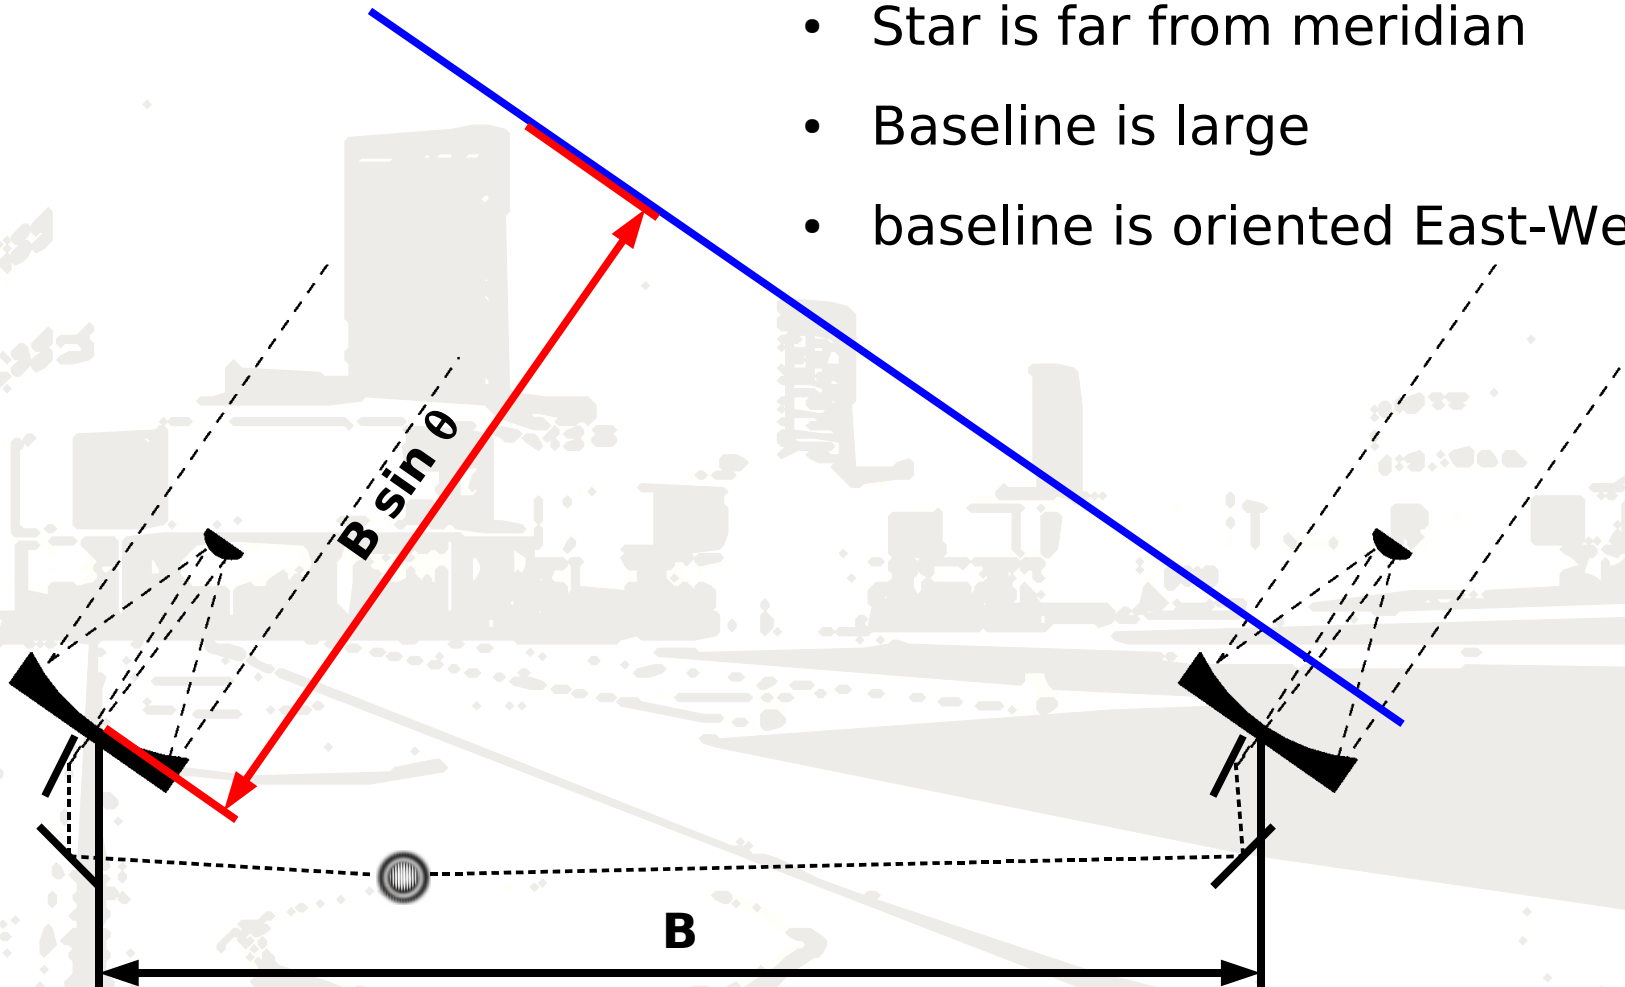 • Star is far from meridian
• Baseline is large
• baseline is oriented East-We
B sin θ
B